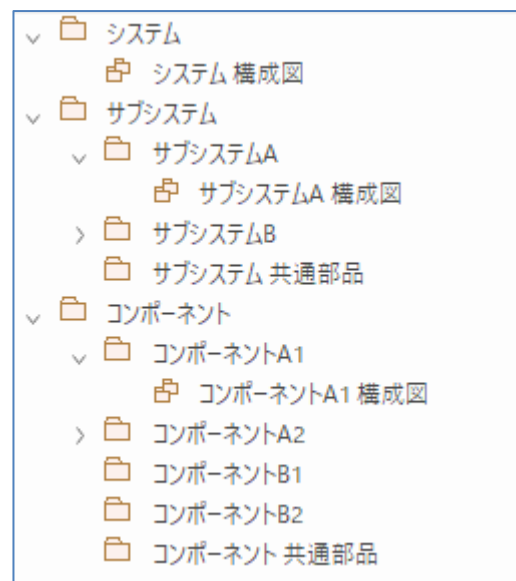 システム
システム 構成図
サブシステム
サブシステムA
サブシステムA 構成図
サブシステムB
サブシステム 共通部品
コンポーネント
コンポーネントA1
コンポーネントA1 構成図
コンポーネントA2
コンポーネントB1
コンポーネントB2
コンポーネント 共通部品